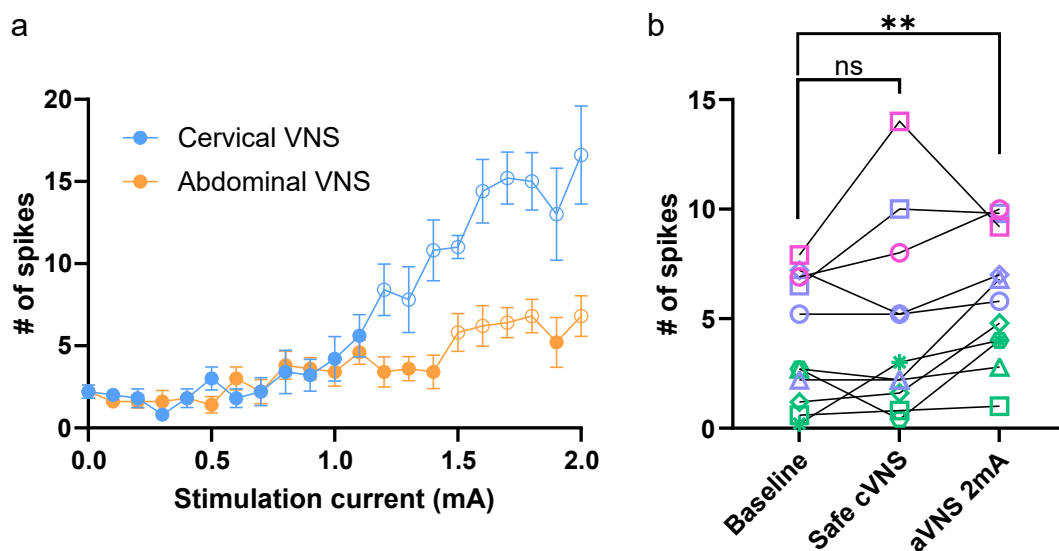 a
20
15
10
5
0
# of spikes
Cervical VNS
Abdominal VNS
0.0 0.5 1.0 1.5 2.0
Stimulation current (mA)
b
**
ns
15
10
5
0
# of spikes
Baseline
Safe cVNS
aVNS 2mA